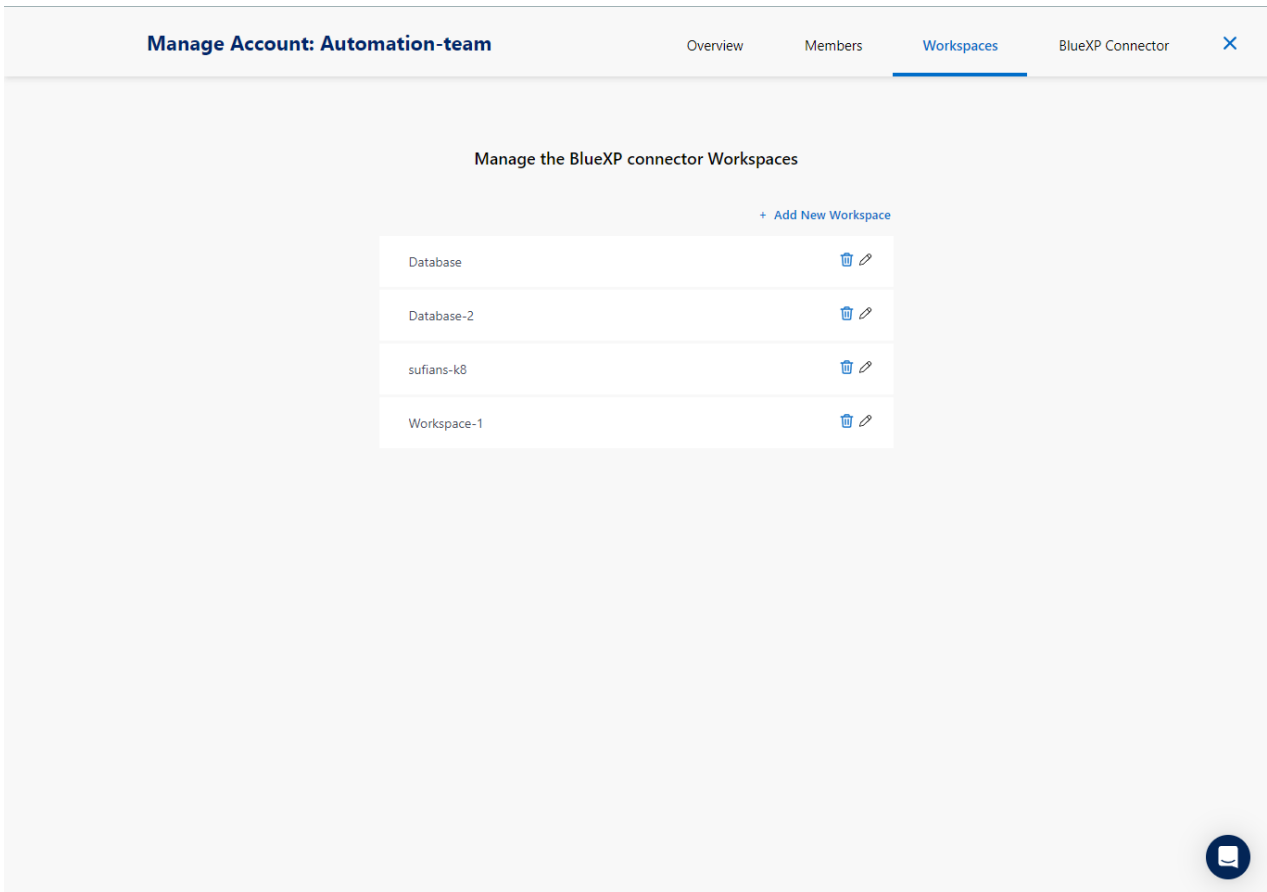 Manage Account: Automation-team
Overview
Members
Workspaces
BlueXP Connector
Manage the BlueXP connector Workspaces
+ Add New Workspace
Database
Database-2
sufians-k8
Workspace-1